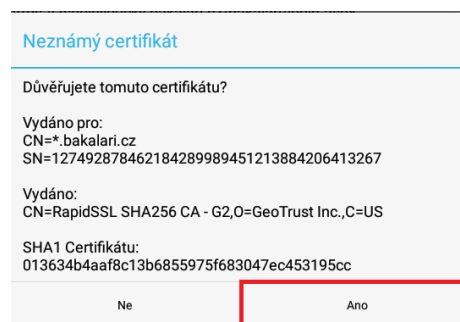 Neznámý certifikát
Důvěřujete tomuto certifikátu?
Vydáno pro:
CN=*.bakalari.cz
SN=127492878462184289989451213884206413267
Vydáno:
CN=RapidSSL SHA256 CA - G2,O=GeoTrust Inc.,C=US
SHA1 Certifikátu:
013634b4aaf8c13b6855975f683047ec453195cc
Ne
Ano